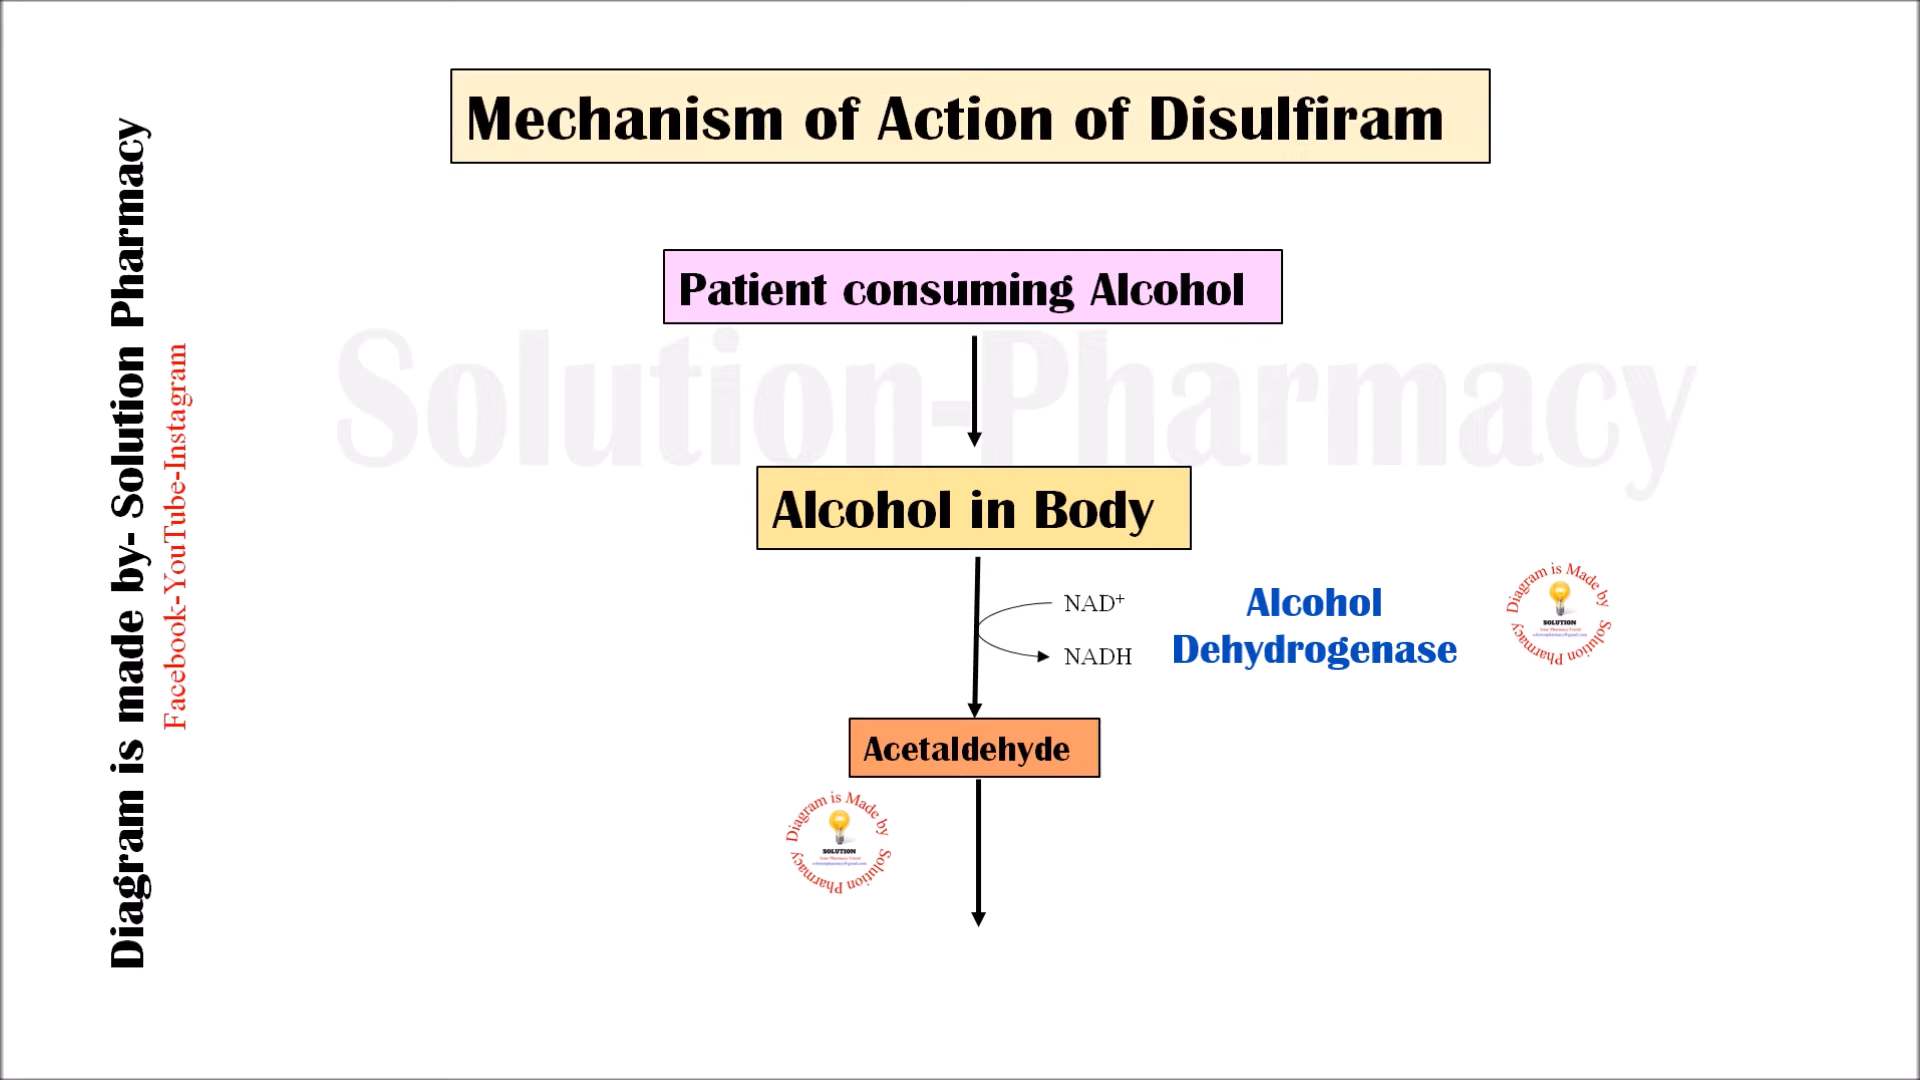 Mechanism of Action of Disulfiram
Diagram is made by- Solution Pharmacy
Facebook-YouTube-Instagram
Patient consuming Alcohol
Solution-Pharmacy
Alcohol in Body
NAD⁺
NADH
Alcohol
Dehydrogenase
Diagram is Made by Solution Pharmacy
SOLUTION
Acetaldehyde
Diagram is Made by Solution Pharmacy
SOLUTION